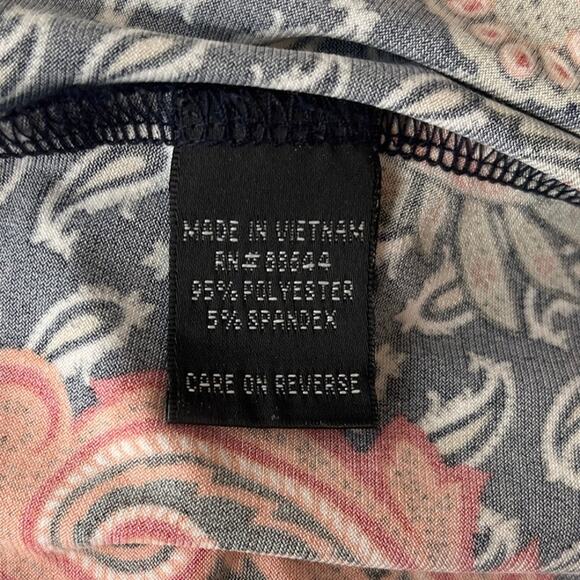 MADE IN VIETNAM
RN# 88644
95% POLYESTER
5% SPANDEX
CARE ON REVERSE